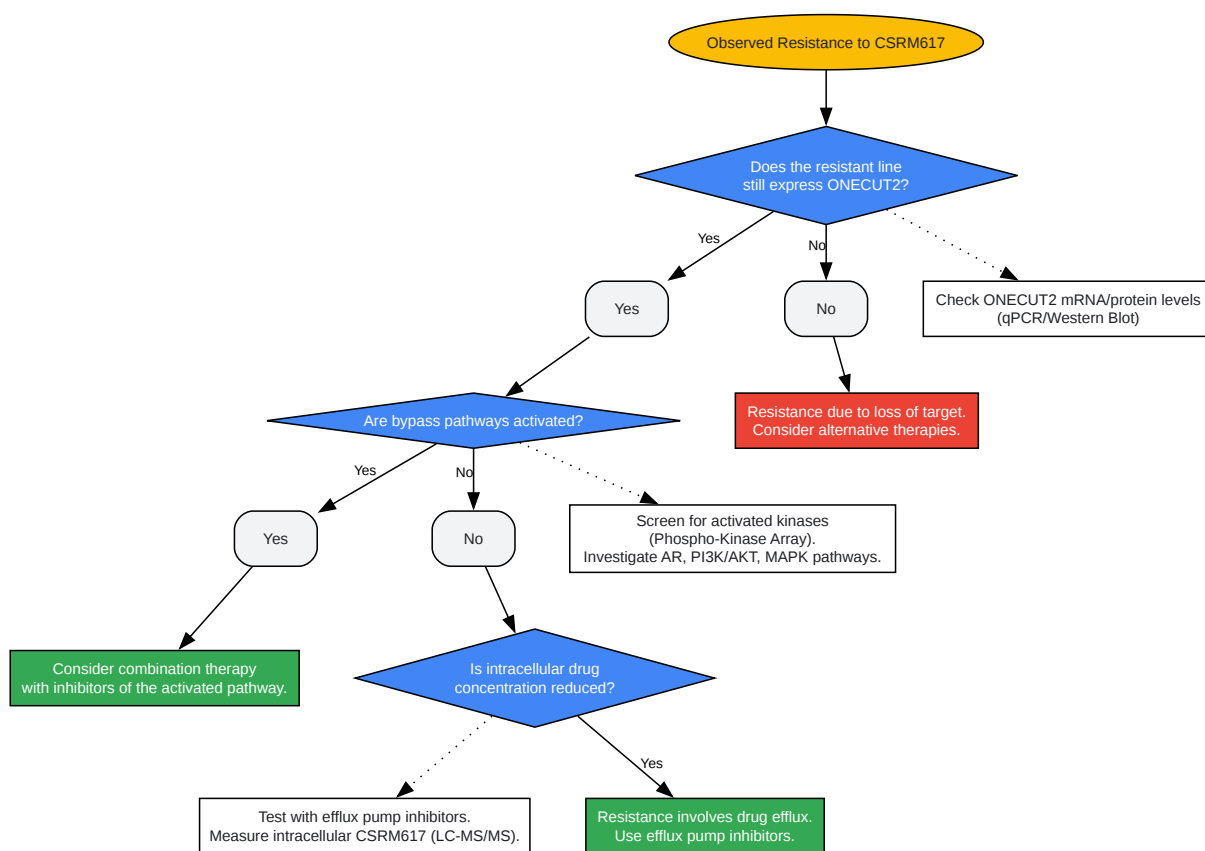 Observed Resistance to CSRM617
Does the resistant line
still express ONECUT2?
Yes
No
Yes
No
Check ONECUT2 mRNA/protein levels
(qPCR/Western Blot)
Are bypass pathways activated?
Resistance due to loss of target.
Consider alternative therapies.
Yes
No
Yes
No
Screen for activated kinases
(Phospho-Kinase Array).
Investigate AR, PI3K/AKT, MAPK pathways.
Consider combination therapy
with inhibitors of the activated pathway.
Is intracellular drug
concentration reduced?
Yes
Test with efflux pump inhibitors.
Measure intracellular CSRM617 (LC-MS/MS).
Resistance involves drug efflux.
Use efflux pump inhibitors.